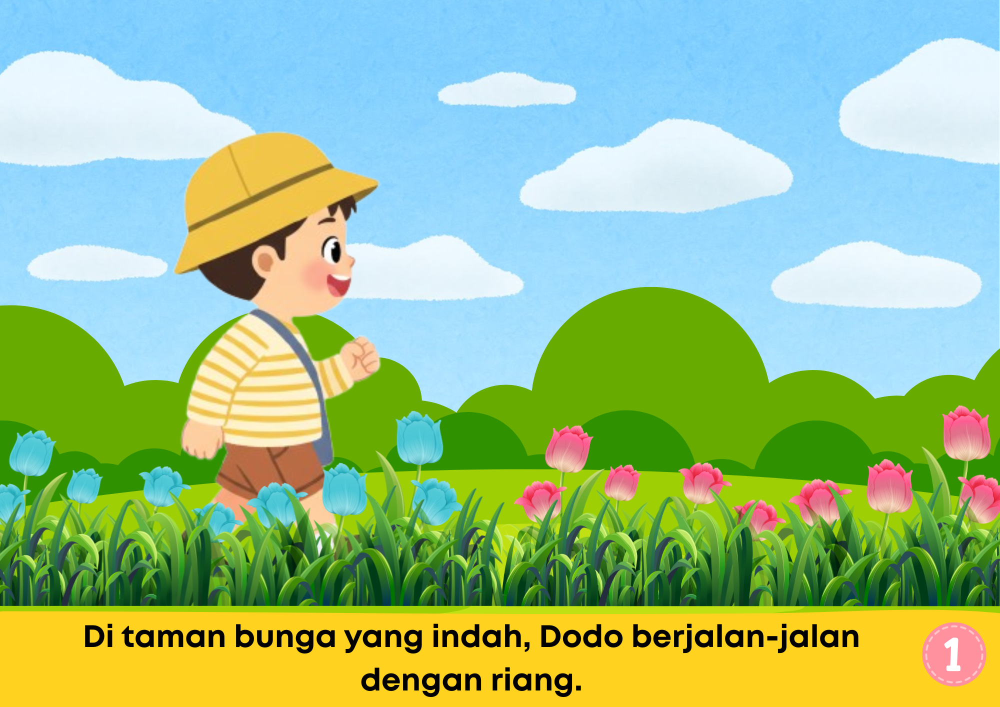 Di taman bunga yang indah, Dodo berjalan-jalan
dengan riang.
1